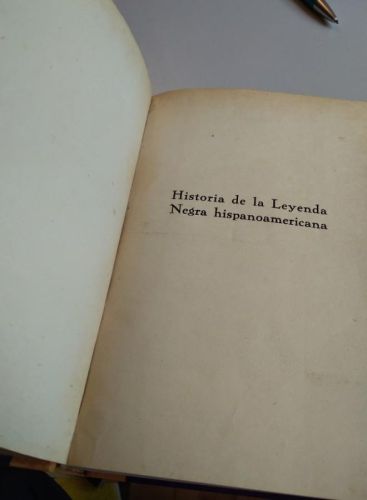 Historia de la Leyenda
Negra hispanoamericana